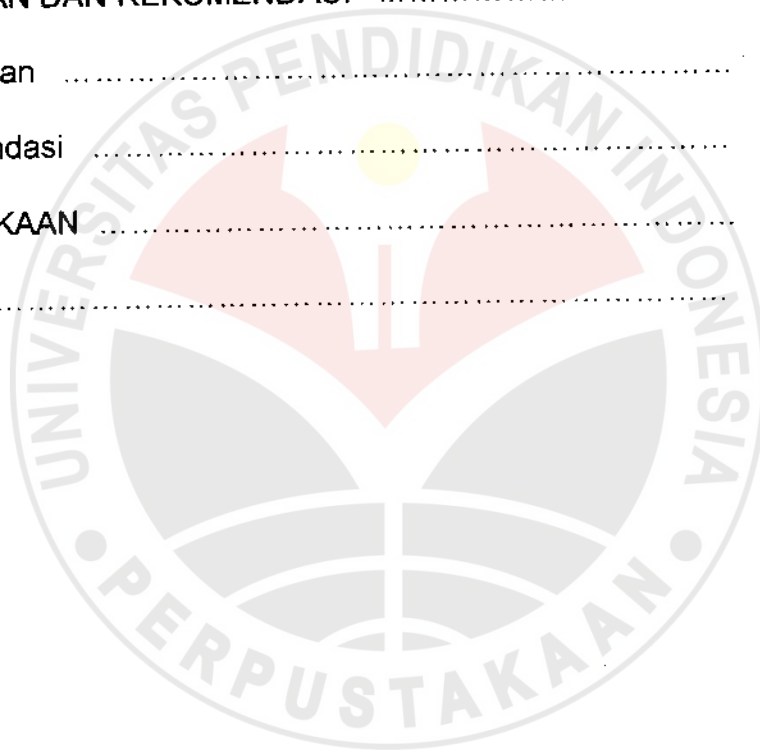 AN DAN REKOMENDASI ........................
an ................................................................
ndasi ................................................................
KAAN ................................................................
................................................................
UNIVERSITAS PENDIDIKAN INDONESIA
PERPUSTAKAAN